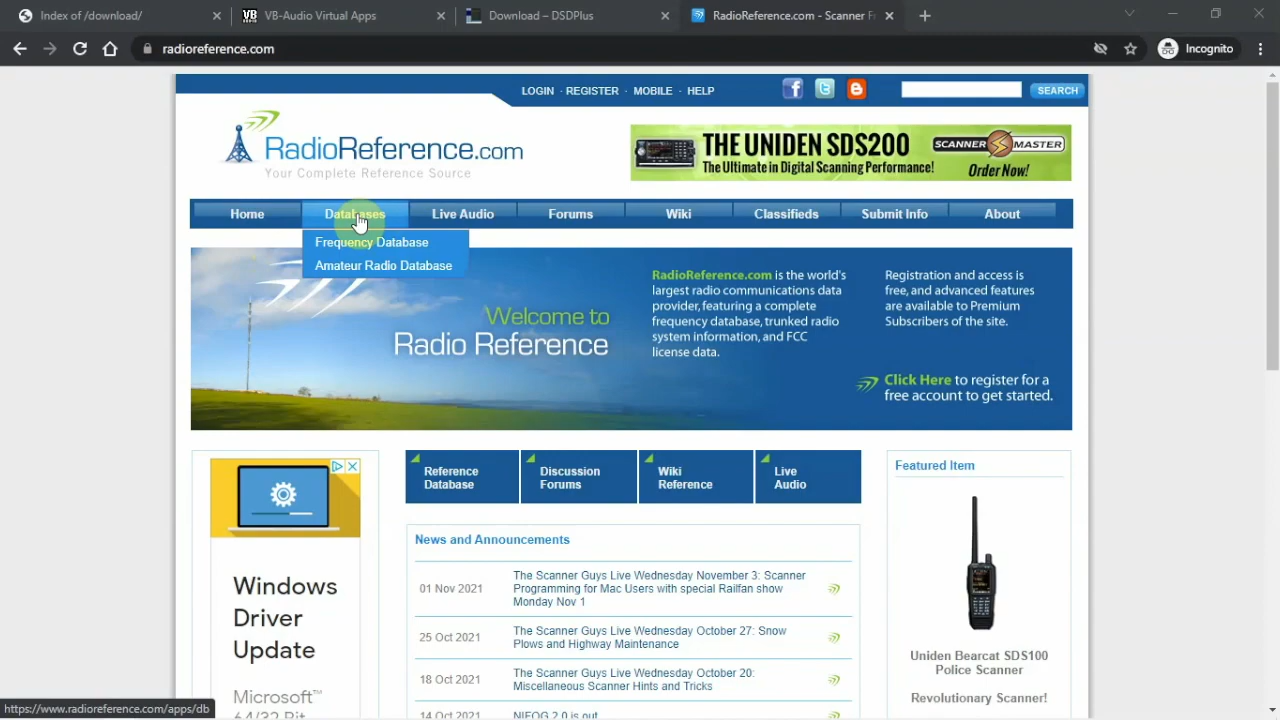 Index of /download/
VB-Audio Virtual Apps
Download – DSDPlus
RadioReference.com - Scanner Fr
radioreference.com
Incognito
LOGIN · REGISTER · MOBILE · HELP
SEARCH
RadioReference.com
Your Complete Reference Source
THE UNIDEN SDS200
The Ultimate in Digital Scanning Performance!
SCANNER MASTER
Order Now!
Home
Databases
Live Audio
Forums
Wiki
Classifieds
Submit Info
About
Frequency Database
Amateur Radio Database
Welcome to
Radio Reference
RadioReference.com is the world's
largest radio communications data
provider, featuring a complete
frequency database, trunked radio
system information, and FCC
license data.
Registration and access is
free, and advanced features
are available to Premium
Subscribers of the site.
Click Here to register for a
free account to get started.
Windows
Driver
Update
Microsoft™
64/32 Bit
Reference
Database
Discussion
Forums
Wiki
Reference
Live
Audio
News and Announcements
01 Nov 2021
The Scanner Guys Live Wednesday November 3: Scanner
Programming for Mac Users with special Railfan show
Monday Nov 1
25 Oct 2021
The Scanner Guys Live Wednesday October 27: Snow
Plows and Highway Maintenance
18 Oct 2021
The Scanner Guys Live Wednesday October 20:
Miscellaneous Scanner Hints and Tricks
14 Oct 2021
NIFOG 2.0 is out
Featured Item
Uniden Bearcat SDS100
Police Scanner
Revolutionary Scanner!
https://www.radioreference.com/apps/db